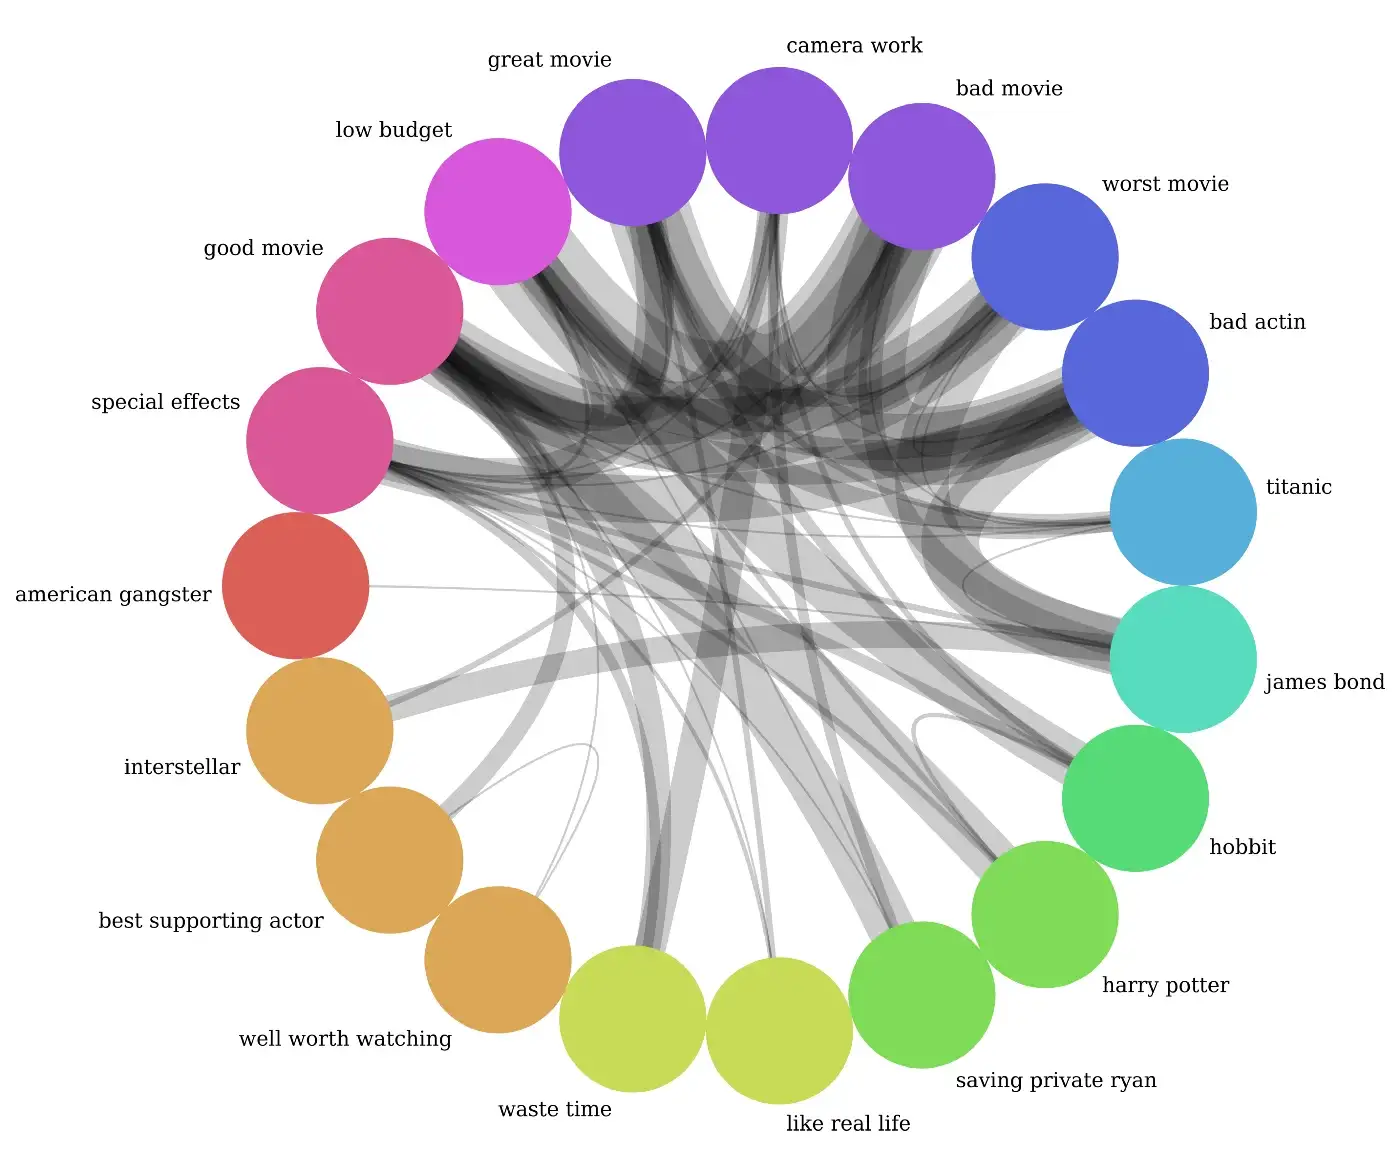 camera work
great movie
bad movie
low budget
worst movie
good movie
bad actin
special effects
titanic
american gangster
james bond
interstellar
hobbit
best supporting actor
harry potter
well worth watching
saving private ryan
waste time
like real life